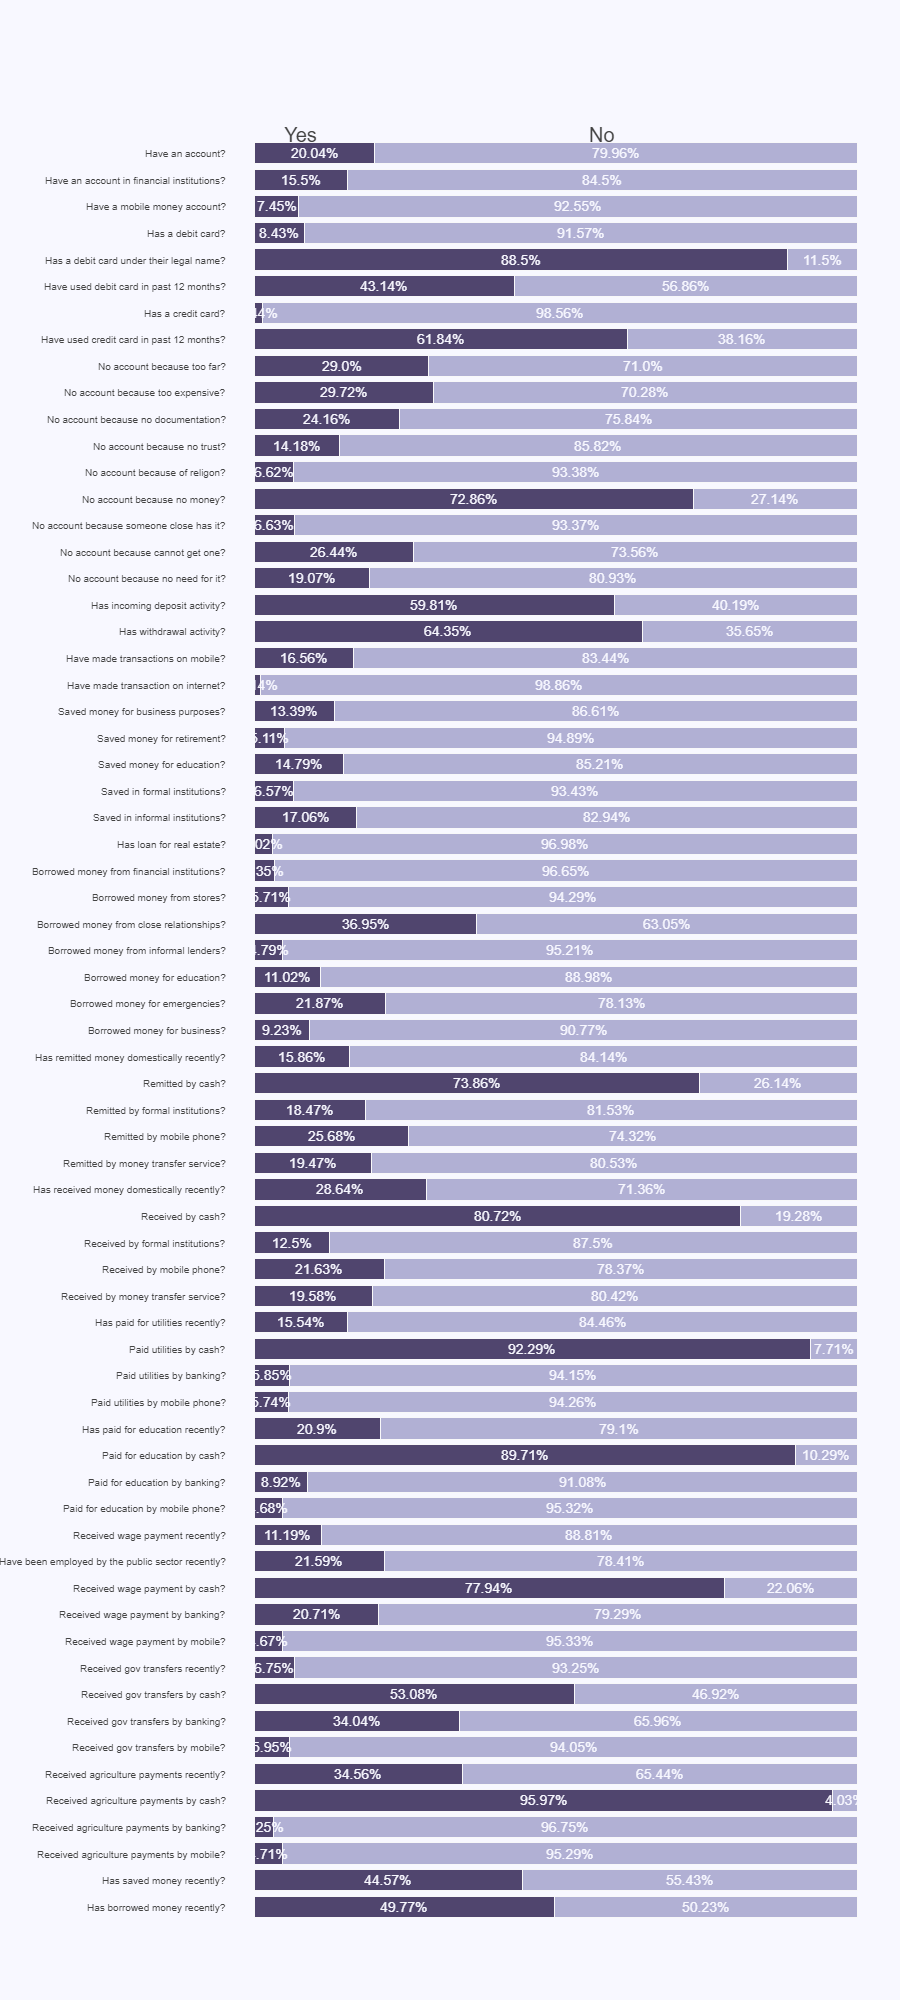 Yes No
Have an account? 20.04% 79.96%
Have an account in financial institutions? 15.5% 84.5%
Have a mobile money account? 7.45% 92.55%
Has a debit card? 8.43% 91.57%
Has a debit card under their legal name? 88.5% 11.5%
Have used debit card in past 12 months? 43.14% 56.86%
Has a credit card? 44% 98.56%
Have used credit card in past 12 months? 61.84% 38.16%
No account because too far? 29.0% 71.0%
No account because too expensive? 29.72% 70.28%
No account because no documentation? 24.16% 75.84%
No account because no trust? 14.18% 85.82%
No account because of religon? 6.62% 93.38%
No account because no money? 72.86% 27.14%
No account because someone close has it? 6.63% 93.37%
No account because cannot get one? 26.44% 73.56%
No account because no need for it? 19.07% 80.93%
Has incoming deposit activity? 59.81% 40.19%
Has withdrawal activity? 64.35% 35.65%
Have made transactions on mobile? 16.56% 83.44%
Have made transaction on internet? 14% 98.86%
Saved money for business purposes? 13.39% 86.61%
Saved money for retirement? 5.11% 94.89%
Saved money for education? 14.79% 85.21%
Saved in formal institutions? 6.57% 93.43%
Saved in informal institutions? 17.06% 82.94%
Has loan for real estate? 02% 96.98%
Borrowed money from financial institutions? 35% 96.65%
Borrowed money from stores? 5.71% 94.29%
Borrowed money from close relationships? 36.95% 63.05%
Borrowed money from informal lenders? .79% 95.21%
Borrowed money for education? 11.02% 88.98%
Borrowed money for emergencies? 21.87% 78.13%
Borrowed money for business? 9.23% 90.77%
Has remitted money domestically recently? 15.86% 84.14%
Remitted by cash? 73.86% 26.14%
Remitted by formal institutions? 18.47% 81.53%
Remitted by mobile phone? 25.68% 74.32%
Remitted by money transfer service? 19.47% 80.53%
Has received money domestically recently? 28.64% 71.36%
Received by cash? 80.72% 19.28%
Received by formal institutions? 12.5% 87.5%
Received by mobile phone? 21.63% 78.37%
Received by money transfer service? 19.58% 80.42%
Has paid for utilities recently? 15.54% 84.46%
Paid utilities by cash? 92.29% 7.71%
Paid utilities by banking? 5.85% 94.15%
Paid utilities by mobile phone? 5.74% 94.26%
Has paid for education recently? 20.9% 79.1%
Paid for education by cash? 89.71% 10.29%
Paid for education by banking? 8.92% 91.08%
Paid for education by mobile phone? .68% 95.32%
Received wage payment recently? 11.19% 88.81%
Have been employed by the public sector recently? 21.59% 78.41%
Received wage payment by cash? 77.94% 22.06%
Received wage payment by banking? 20.71% 79.29%
Received wage payment by mobile? .67% 95.33%
Received gov transfers recently? 6.75% 93.25%
Received gov transfers by cash? 53.08% 46.92%
Received gov transfers by banking? 34.04% 65.96%
Received gov transfers by mobile? 5.95% 94.05%
Received agriculture payments recently? 34.56% 65.44%
Received agriculture payments by cash? 95.97% 4.03%
Received agriculture payments by banking? 25% 96.75%
Received agriculture payments by mobile? .71% 95.29%
Has saved money recently? 44.57% 55.43%
Has borrowed money recently? 49.77% 50.23%